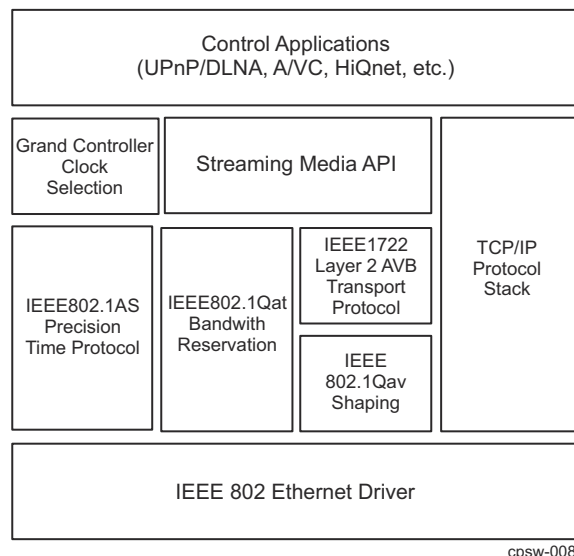 Control Applications
(UPnP/DLNA, A/VC, HiQnet, etc.)
Grand Controller
Clock
Selection
Streaming Media API
IEEE802.1AS
Precision
Time Protocol
IEEE802.1Qat
Bandwith
Reservation
IEEE1722
Layer 2 AVB
Transport
Protocol
IEEE
802.1Qav
Shaping
TCP/IP
Protocol
Stack
IEEE 802 Ethernet Driver
cpsw-008